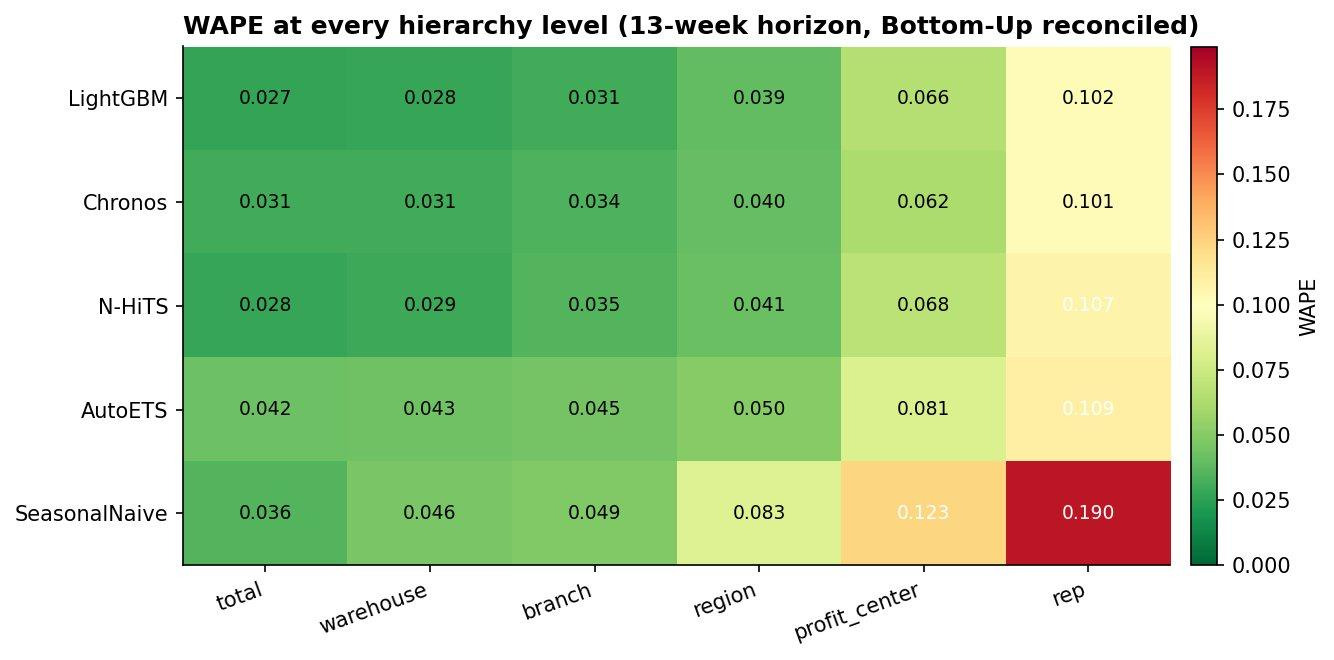 WAPE at every hierarchy level (13-week horizon, Bottom-Up reconciled)
LightGBM 0.027 0.028 0.031 0.039 0.066 0.102
Chronos 0.031 0.031 0.034 0.040 0.062 0.101
N-HiTS 0.028 0.029 0.035 0.041 0.068 0.107
AutoETS 0.042 0.043 0.045 0.050 0.081 0.109
SeasonalNaive 0.036 0.046 0.049 0.083 0.123 0.190
total warehouse branch region profit_center rep
0.175
0.150
0.125
0.100
0.075
0.050
0.025
0.000
WAPE